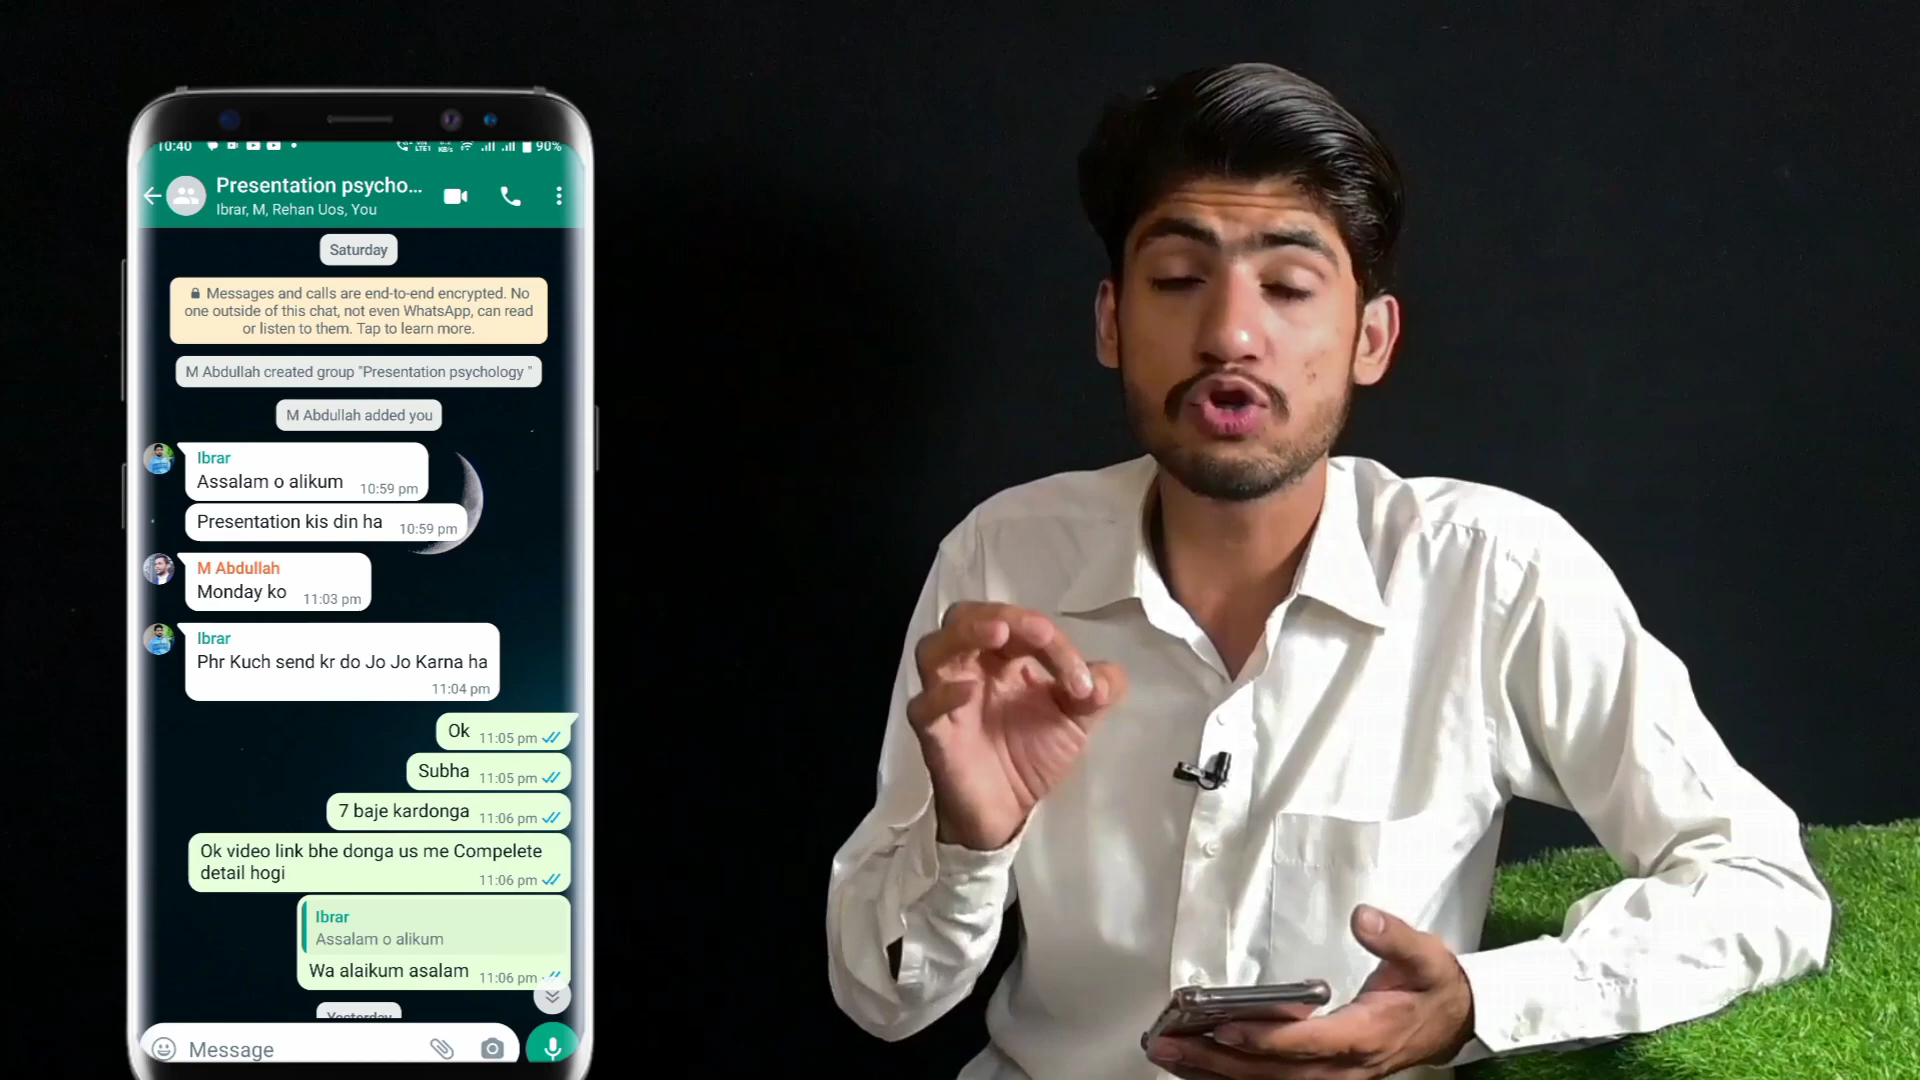 10:40
LTE1 KB/s 90%
Presentation psycho...
Ibrar, M, Rehan Uos, You
Saturday
Messages and calls are end-to-end encrypted. No
one outside of this chat, not even WhatsApp, can read
or listen to them. Tap to learn more.
M Abdullah created group "Presentation psychology "
M Abdullah added you
Ibrar
Assalam o alikum 10:59 pm
Presentation kis din ha 10:59 pm
M Abdullah
Monday ko 11:03 pm
Ibrar
Phr Kuch send kr do Jo Jo Karna ha
11:04 pm
Ok 11:05 pm
Subha 11:05 pm
7 baje kardonga 11:06 pm
Ok video link bhe donga us me Compelete
detail hogi 11:06 pm
Ibrar
Assalam o alikum
Wa alaikum asalam 11:06 pm
Yesterday
Message